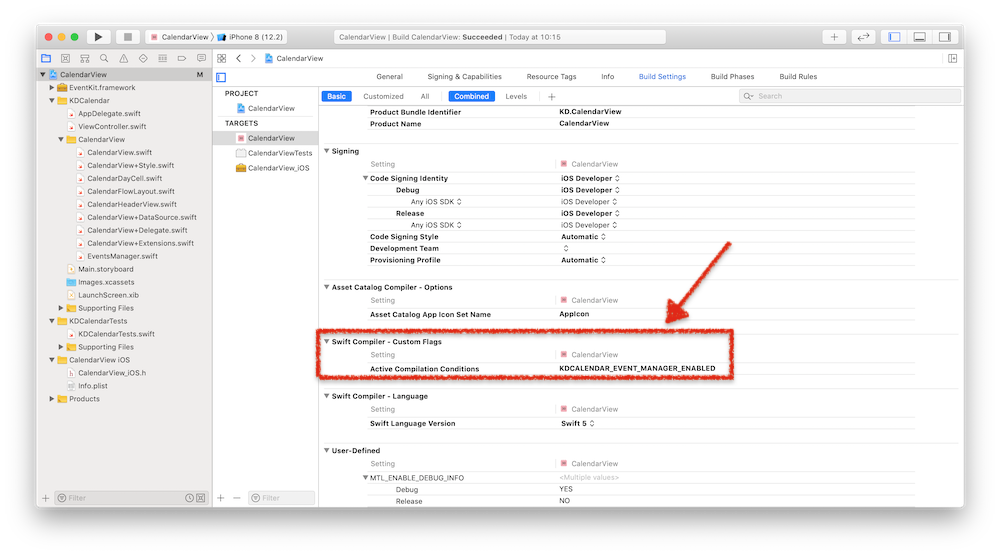 CalendarView iPhone 8 (12.2)
CalendarView | Build CalendarView: Succeeded | Today at 10:15
CalendarView
CalendarView M
EventKit.framework
KDCalendar
AppDelegate.swift
ViewController.swift
CalendarView
CalendarView.swift
CalendarView+Style.swift
CalendarDayCell.swift
CalendarFlowLayout.swift
CalendarHeaderView.swift
CalendarView+DataSource.swift
CalendarView+Delegate.swift
CalendarView+Extensions.swift
EventsManager.swift
Main.storyboard
Images.xcassets
LaunchScreen.xib
Supporting Files
KDCalendarTests
KDCalendarTests.swift
Supporting Files
CalendarView iOS
CalendarView_iOS.h
Info.plist
Products
Filter
PROJECT
CalendarView
TARGETS
CalendarView
CalendarViewTests
CalendarView_iOS
Filter
General Signing & Capabilities Resource Tags Info Build Settings Build Phases Build Rules
Basic Customized All Combined Levels + Search
Product Bundle Identifier KD.CalendarView
Product Name CalendarView
Signing
Setting CalendarView
Code Signing Identity iOS Developer
Debug iOS Developer
Any iOS SDK iOS Developer
Release iOS Developer
Any iOS SDK iOS Developer
Code Signing Style Automatic
Development Team
Provisioning Profile Automatic
Asset Catalog Compiler - Options
Setting CalendarView
Asset Catalog App Icon Set Name AppIcon
Swift Compiler - Custom Flags
Setting CalendarView
Active Compilation Conditions KDCALENDAR_EVENT_MANAGER_ENABLED
Swift Compiler - Language
Setting CalendarView
Swift Language Version Swift 5
User-Defined
Setting CalendarView
MTL_ENABLE_DEBUG_INFO <Multiple values>
Debug YES
Release NO